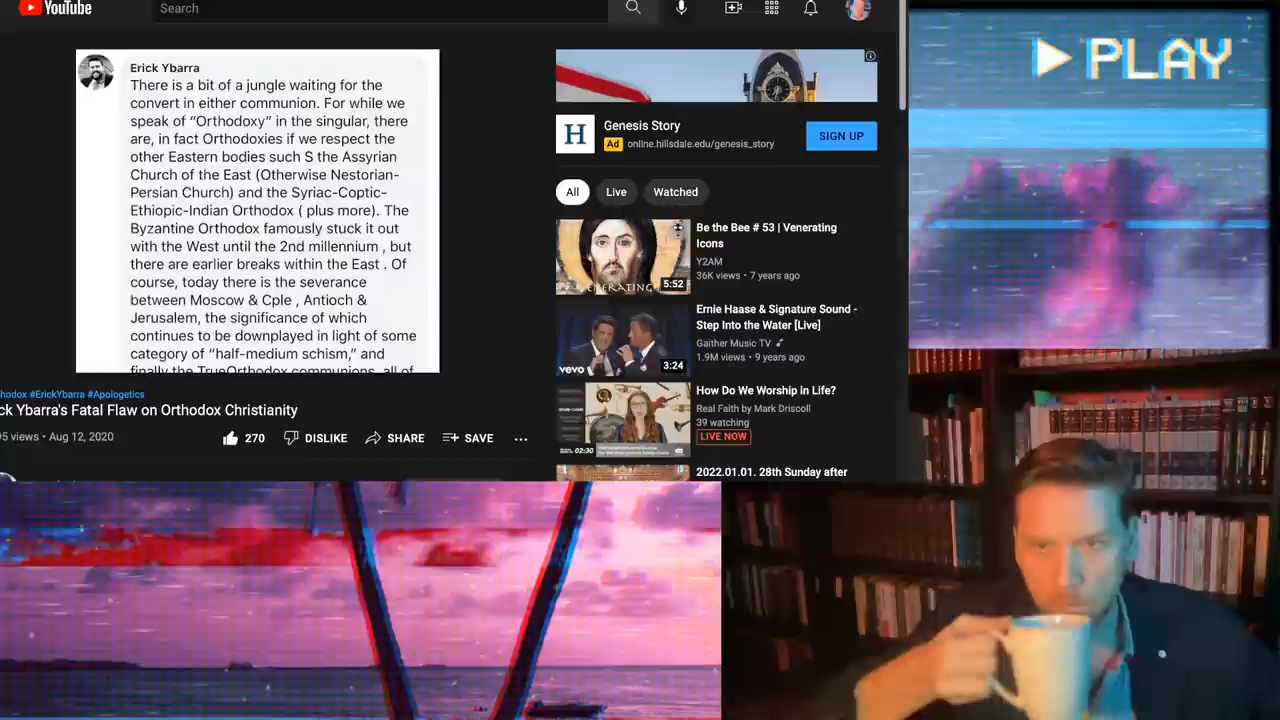 YouTube
Search
PLAY
Erick Ybarra
There is a bit of a jungle waiting for the
convert in either communion. For while we
speak of “Orthodoxy” in the singular, there
are, in fact Orthodoxies if we respect the
other Eastern bodies such S the Assyrian
Church of the East (Otherwise Nestorian-
Persian Church) and the Syriac-Coptic-
Ethiopic-Indian Orthodox ( plus more). The
Byzantine Orthodox famously stuck it out
with the West until the 2nd millennium , but
there are earlier breaks within the East . Of
course, today there is the severance
between Moscow & Cple , Antioch &
Jerusalem, the significance of which
continues to be downplayed in light of some
category of “half-medium schism,” and
finally the TrueOrthodox communions, all of
hodox #ErickYbarra #Apologetics
ck Ybarra's Fatal Flaw on Orthodox Christianity
95 views • Aug 12, 2020
270
DISLIKE
SHARE
SAVE
H
Genesis Story
Ad online.hillsdale.edu/genesis_story
SIGN UP
All
Live
Watched
Be the Bee # 53 | Venerating
Icons
Y2AM
36K views • 7 years ago
5:52
Ernie Haase & Signature Sound -
Step Into the Water [Live]
Gaither Music TV
1.9M views • 9 years ago
vevo
3:24
How Do We Worship in Life?
Real Faith by Mark Driscoll
39 watching
LIVE NOW
02:30
2022.01.01. 28th Sunday after